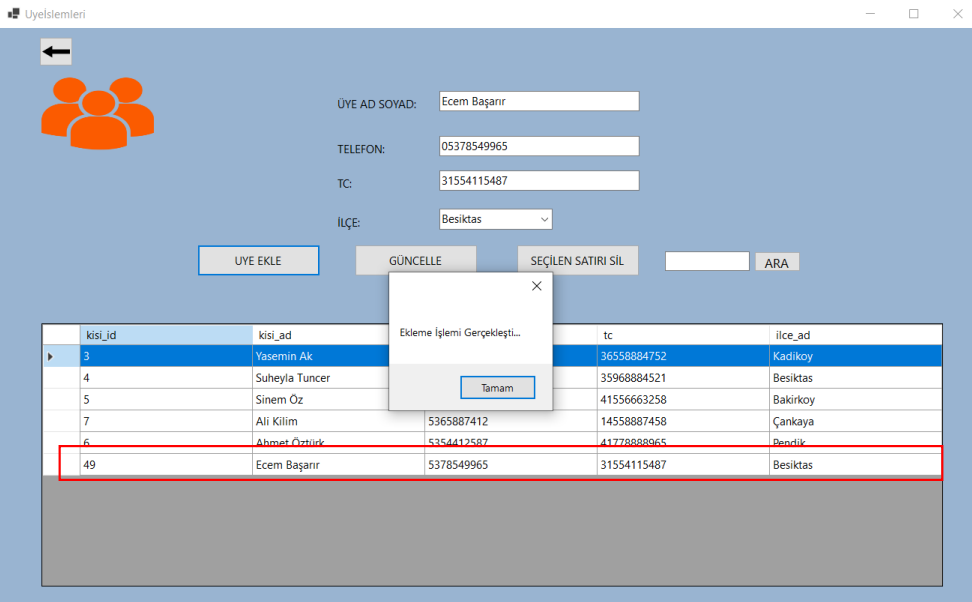 Uyelslemleri
ÜYE AD SOYAD: Ecem Başarır
TELEFON: 05378549965
TC: 31554115487
İLÇE: Besiktas
UYE EKLE GÜNCELLE SEÇİLEN SATIRI SİL ARA
Ekleme İşlemi Gerçekleşti...
Tamam
kisi_id kisi_ad tc ilce_ad
3 Yasemin Ak 36558884752 Kadikoy
4 Suheyla Tuncer 35968884521 Besiktas
5 Sinem Öz 41556663258 Bakirkoy
7 Ali Kilim 5365887412 14558887458 Çankaya
6 Ahmet Öztürk 5354412587 41778888965 Pendik
49 Ecem Başarır 5378549965 31554115487 Besiktas